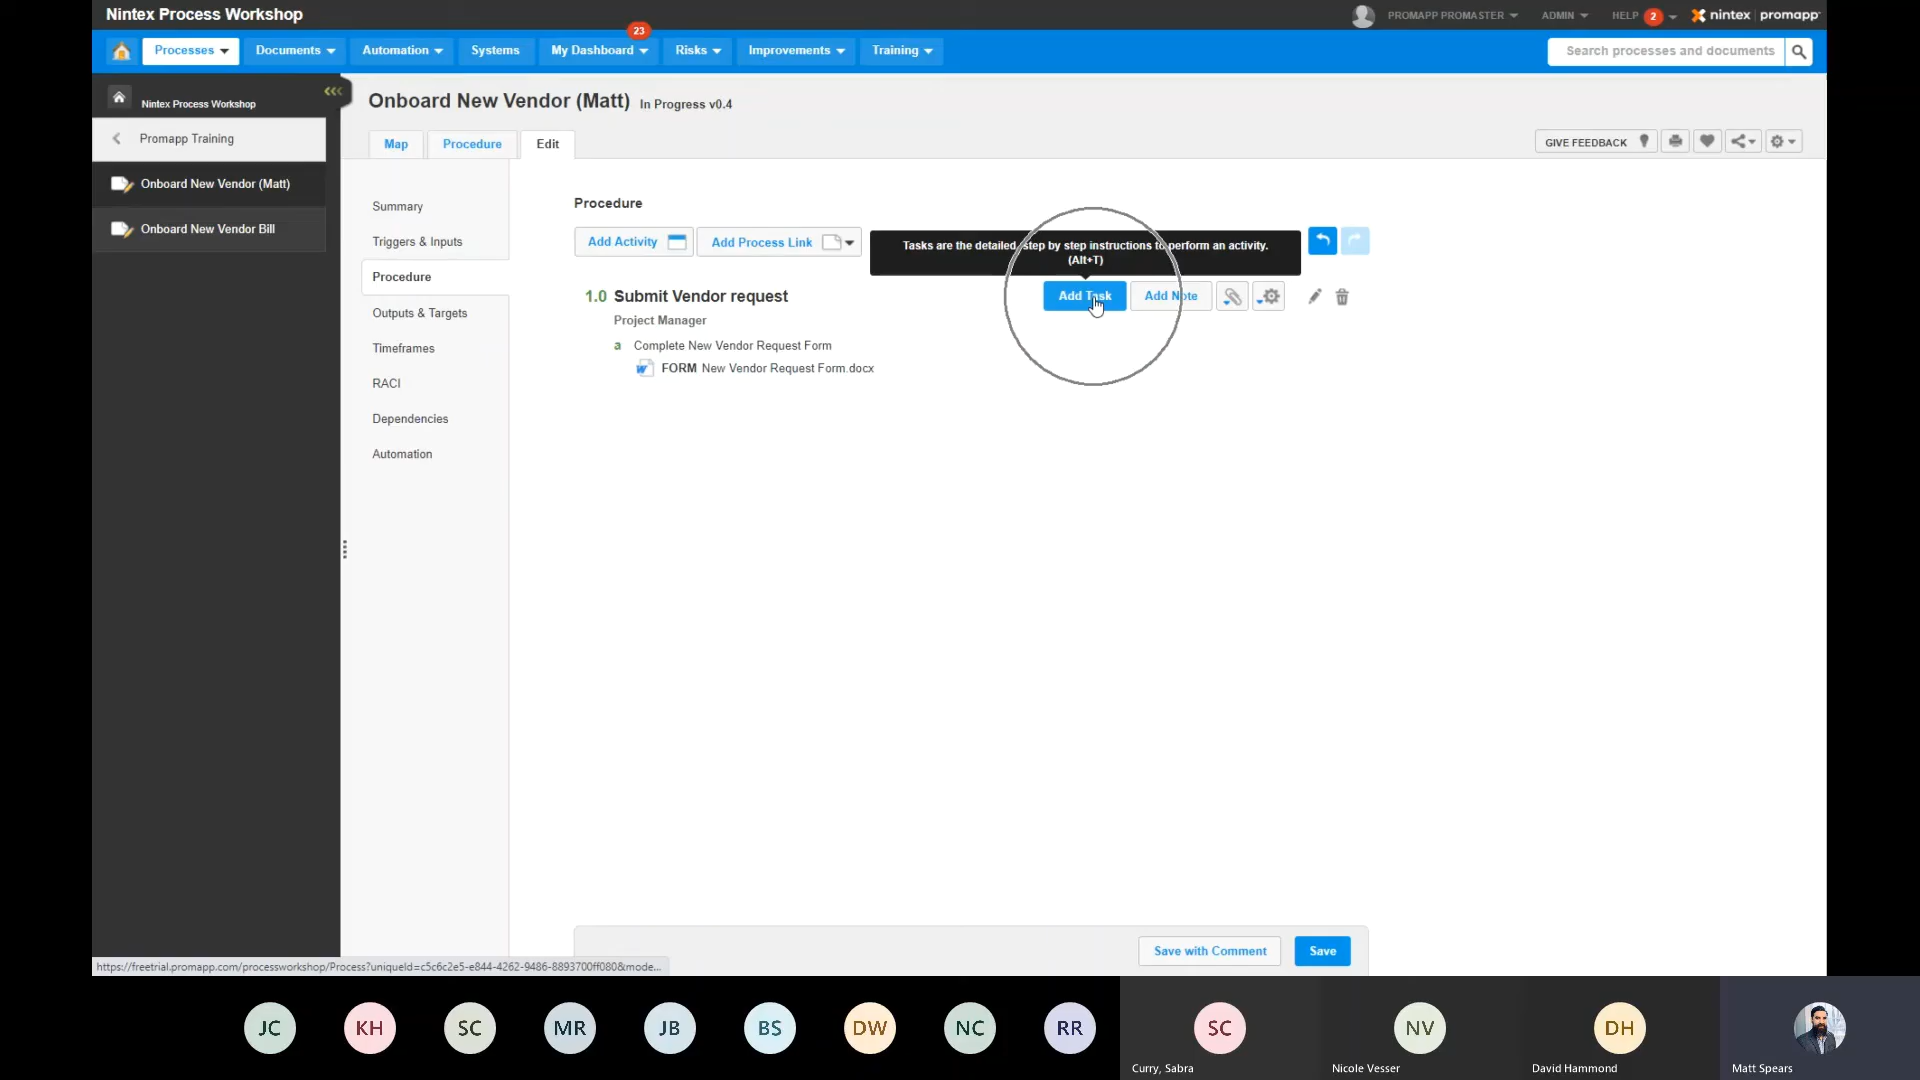 Nintex Process Workshop
PROMAPP PROMASTER
ADMIN
HELP 2
nintex promapp
Processes
Documents
Automation
Systems
My Dashboard
23
Risks
Improvements
Training
Search processes and documents
Nintex Process Workshop
Promapp Training
Onboard New Vendor (Matt)
Onboard New Vendor Bill
Onboard New Vendor (Matt) In Progress v0.4
Map
Procedure
Edit
GIVE FEEDBACK
Summary
Triggers & Inputs
Procedure
Outputs & Targets
Timeframes
RACI
Dependencies
Automation
Procedure
Add Activity
Add Process Link
Tasks are the detailed, step by step instructions to perform an activity.
(Alt+T)
1.0 Submit Vendor request
Add Task
Add Note
Project Manager
a Complete New Vendor Request Form
FORM New Vendor Request Form.docx
Save with Comment
Save
https://freetrial.promapp.com/processworkshop/Process?uniqueId=c5c6c2e5-e844-4262-9486-8893700ff080&mode...
JC
KH
SC
MR
JB
BS
DW
NC
RR
SC
NV
DH
Curry, Sabra
Nicole Vesser
David Hammond
Matt Spears